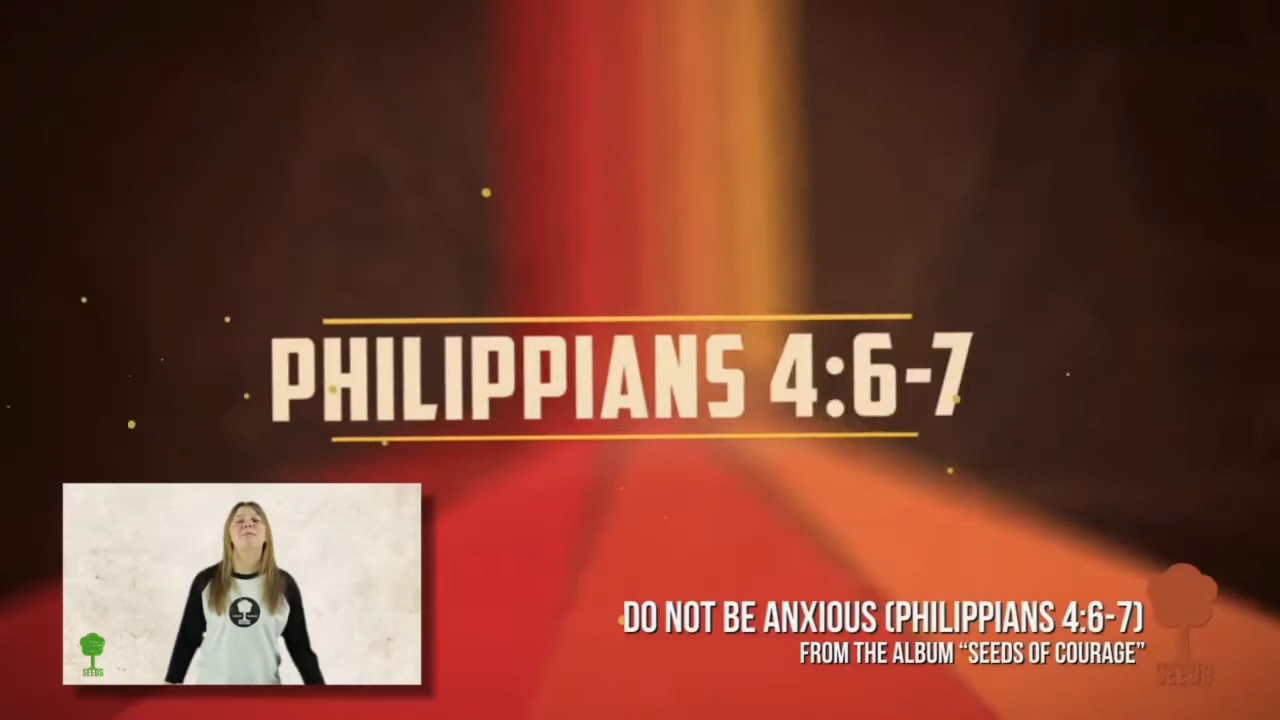 PHILIPPIANS 4:6-7
DO NOT BE ANXIOUS (PHILIPPIANS 4:6-7)
FROM THE ALBUM “SEEDS OF COURAGE”
SEEDS
SEEDS